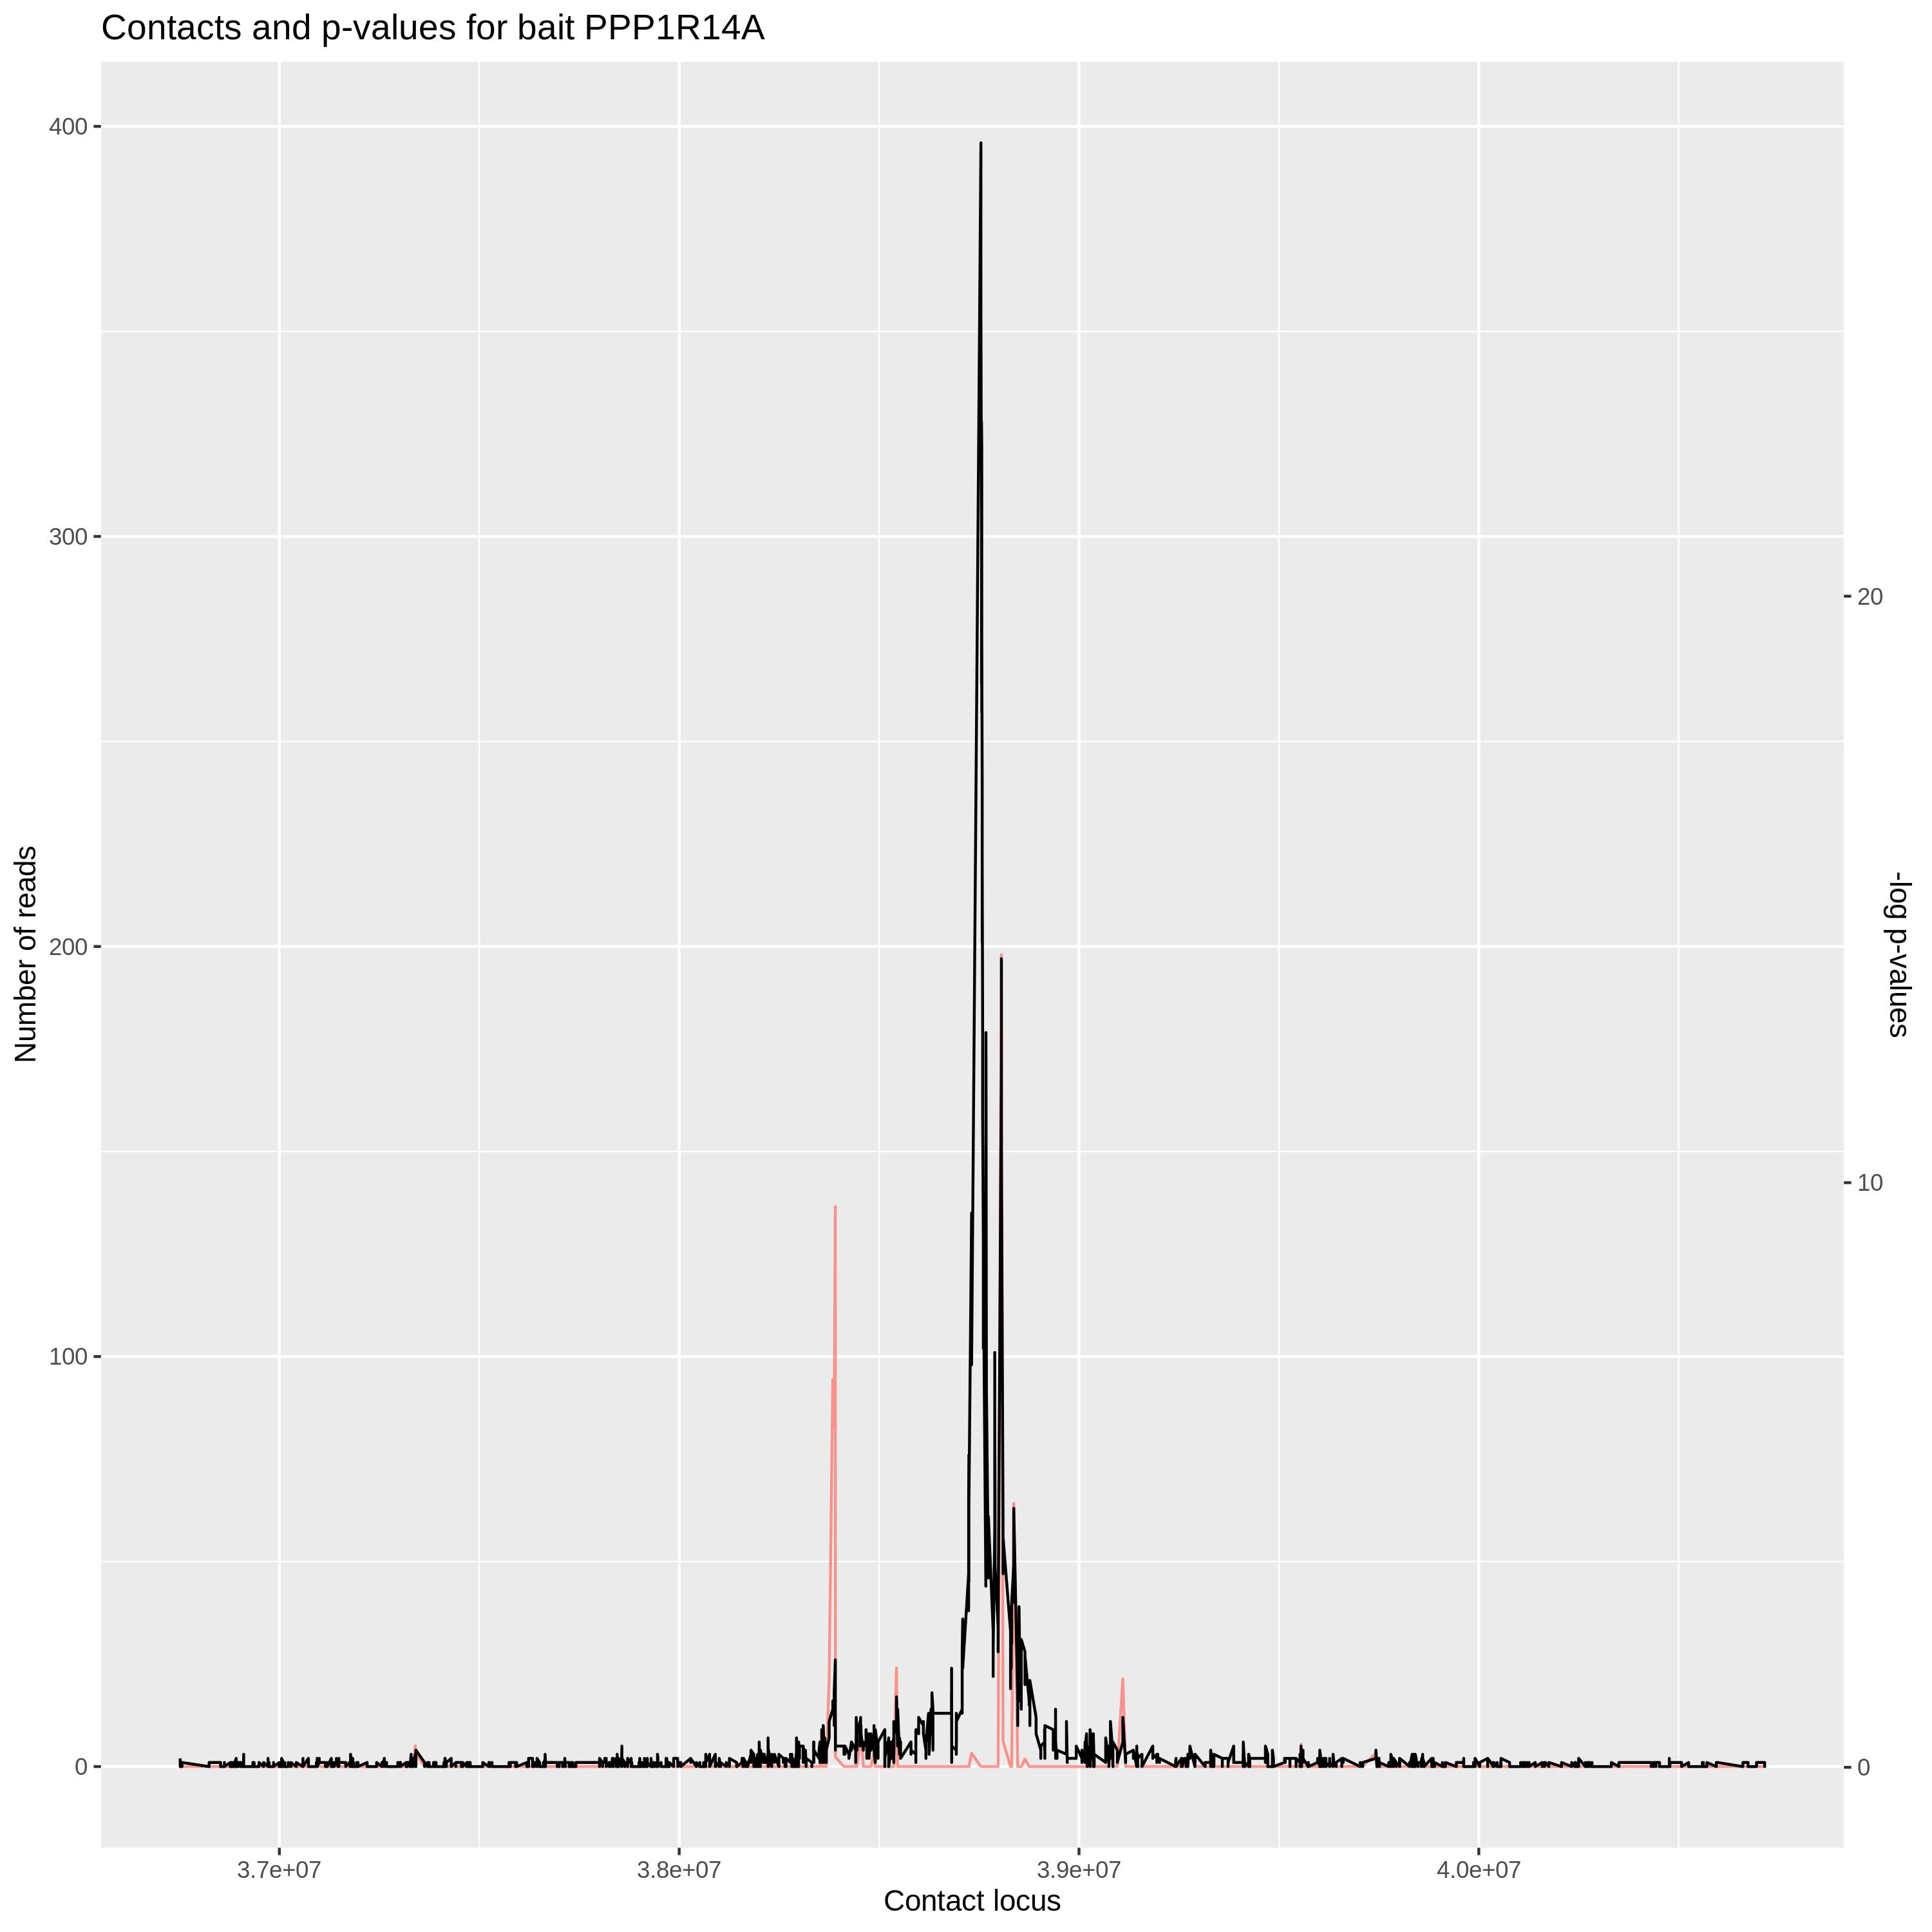 Contacts and p-values for bait PPP1R14A
400
300
200
100
0
Number of reads
20
10
0
-log p-values
3.7e+07 3.8e+07 3.9e+07 4.0e+07
Contact locus